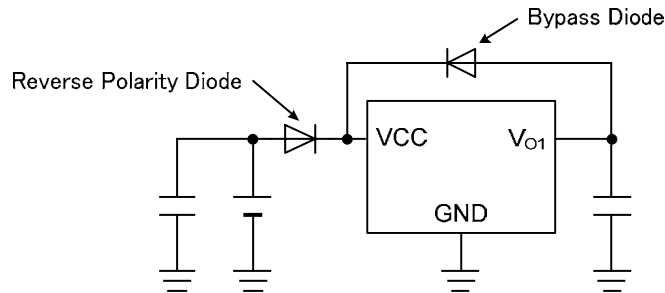 Bypass Diode
Reverse Polarity Diode
VCC
VO1
GND